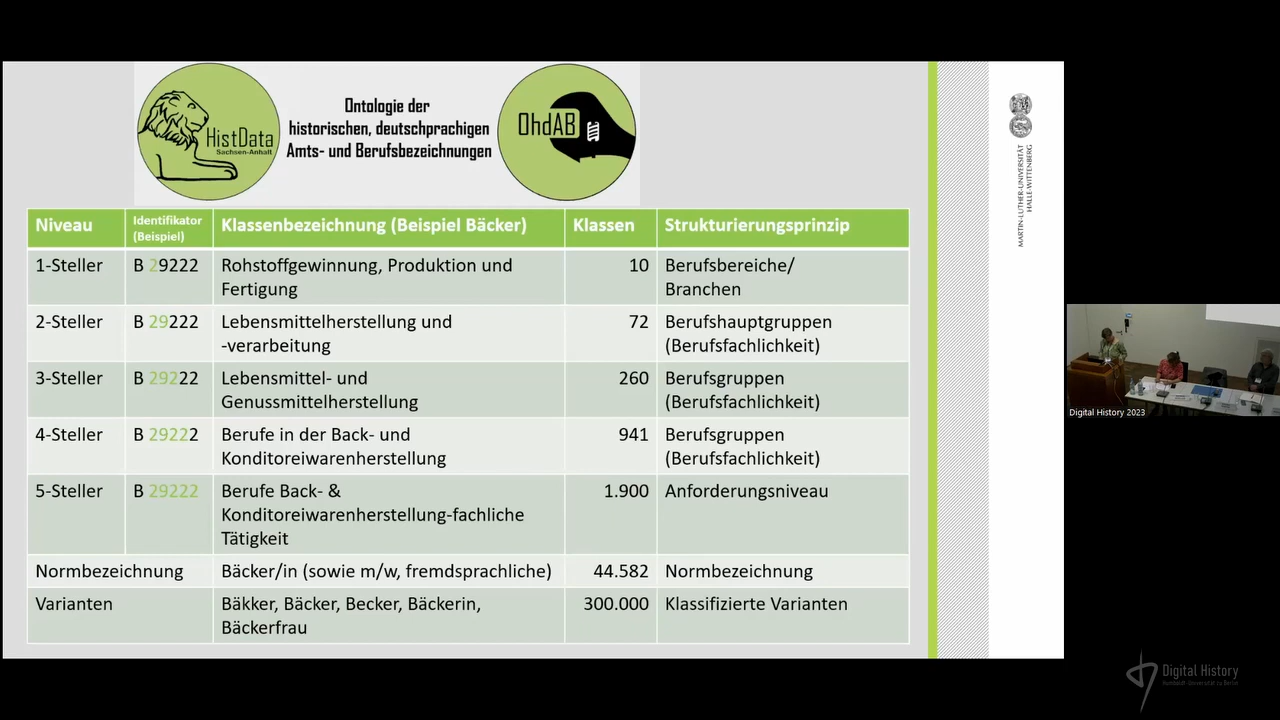 HistData
Sachsen-Anhalt
Ontologie der
historischen, deutschprachigen
Amts- und Berufsbezeichnungen
OhdAB
MARTIN-LUTHER-UNIVERSITÄT
HALLE-WITTENBERG
Niveau Identifikator (Beispiel) Klassenbezeichnung (Beispiel Bäcker) Klassen Strukturierungsprinzip
1-Steller B 29222 Rohstoffgewinnung, Produktion und Fertigung 10 Berufsbereiche/ Branchen
2-Steller B 29222 Lebensmittelherstellung und -verarbeitung 72 Berufshauptgruppen (Berufsfachlichkeit)
3-Steller B 29222 Lebensmittel- und Genussmittelherstellung 260 Berufsgruppen (Berufsfachlichkeit)
4-Steller B 29222 Berufe in der Back- und Konditoreiwarenherstellung 941 Berufsgruppen (Berufsfachlichkeit)
5-Steller B 29222 Berufe Back- & Konditoreiwarenherstellung-fachliche Tätigkeit 1.900 Anforderungsniveau
Normbezeichnung Bäcker/in (sowie m/w, fremdsprachliche) 44.582 Normbezeichnung
Varianten Bäkker, Bäcker, Becker, Bäckerin, Bäckerfrau 300.000 Klassifizierte Varianten
Digital History 2023
Digital History
Humboldt-Universität zu Berlin